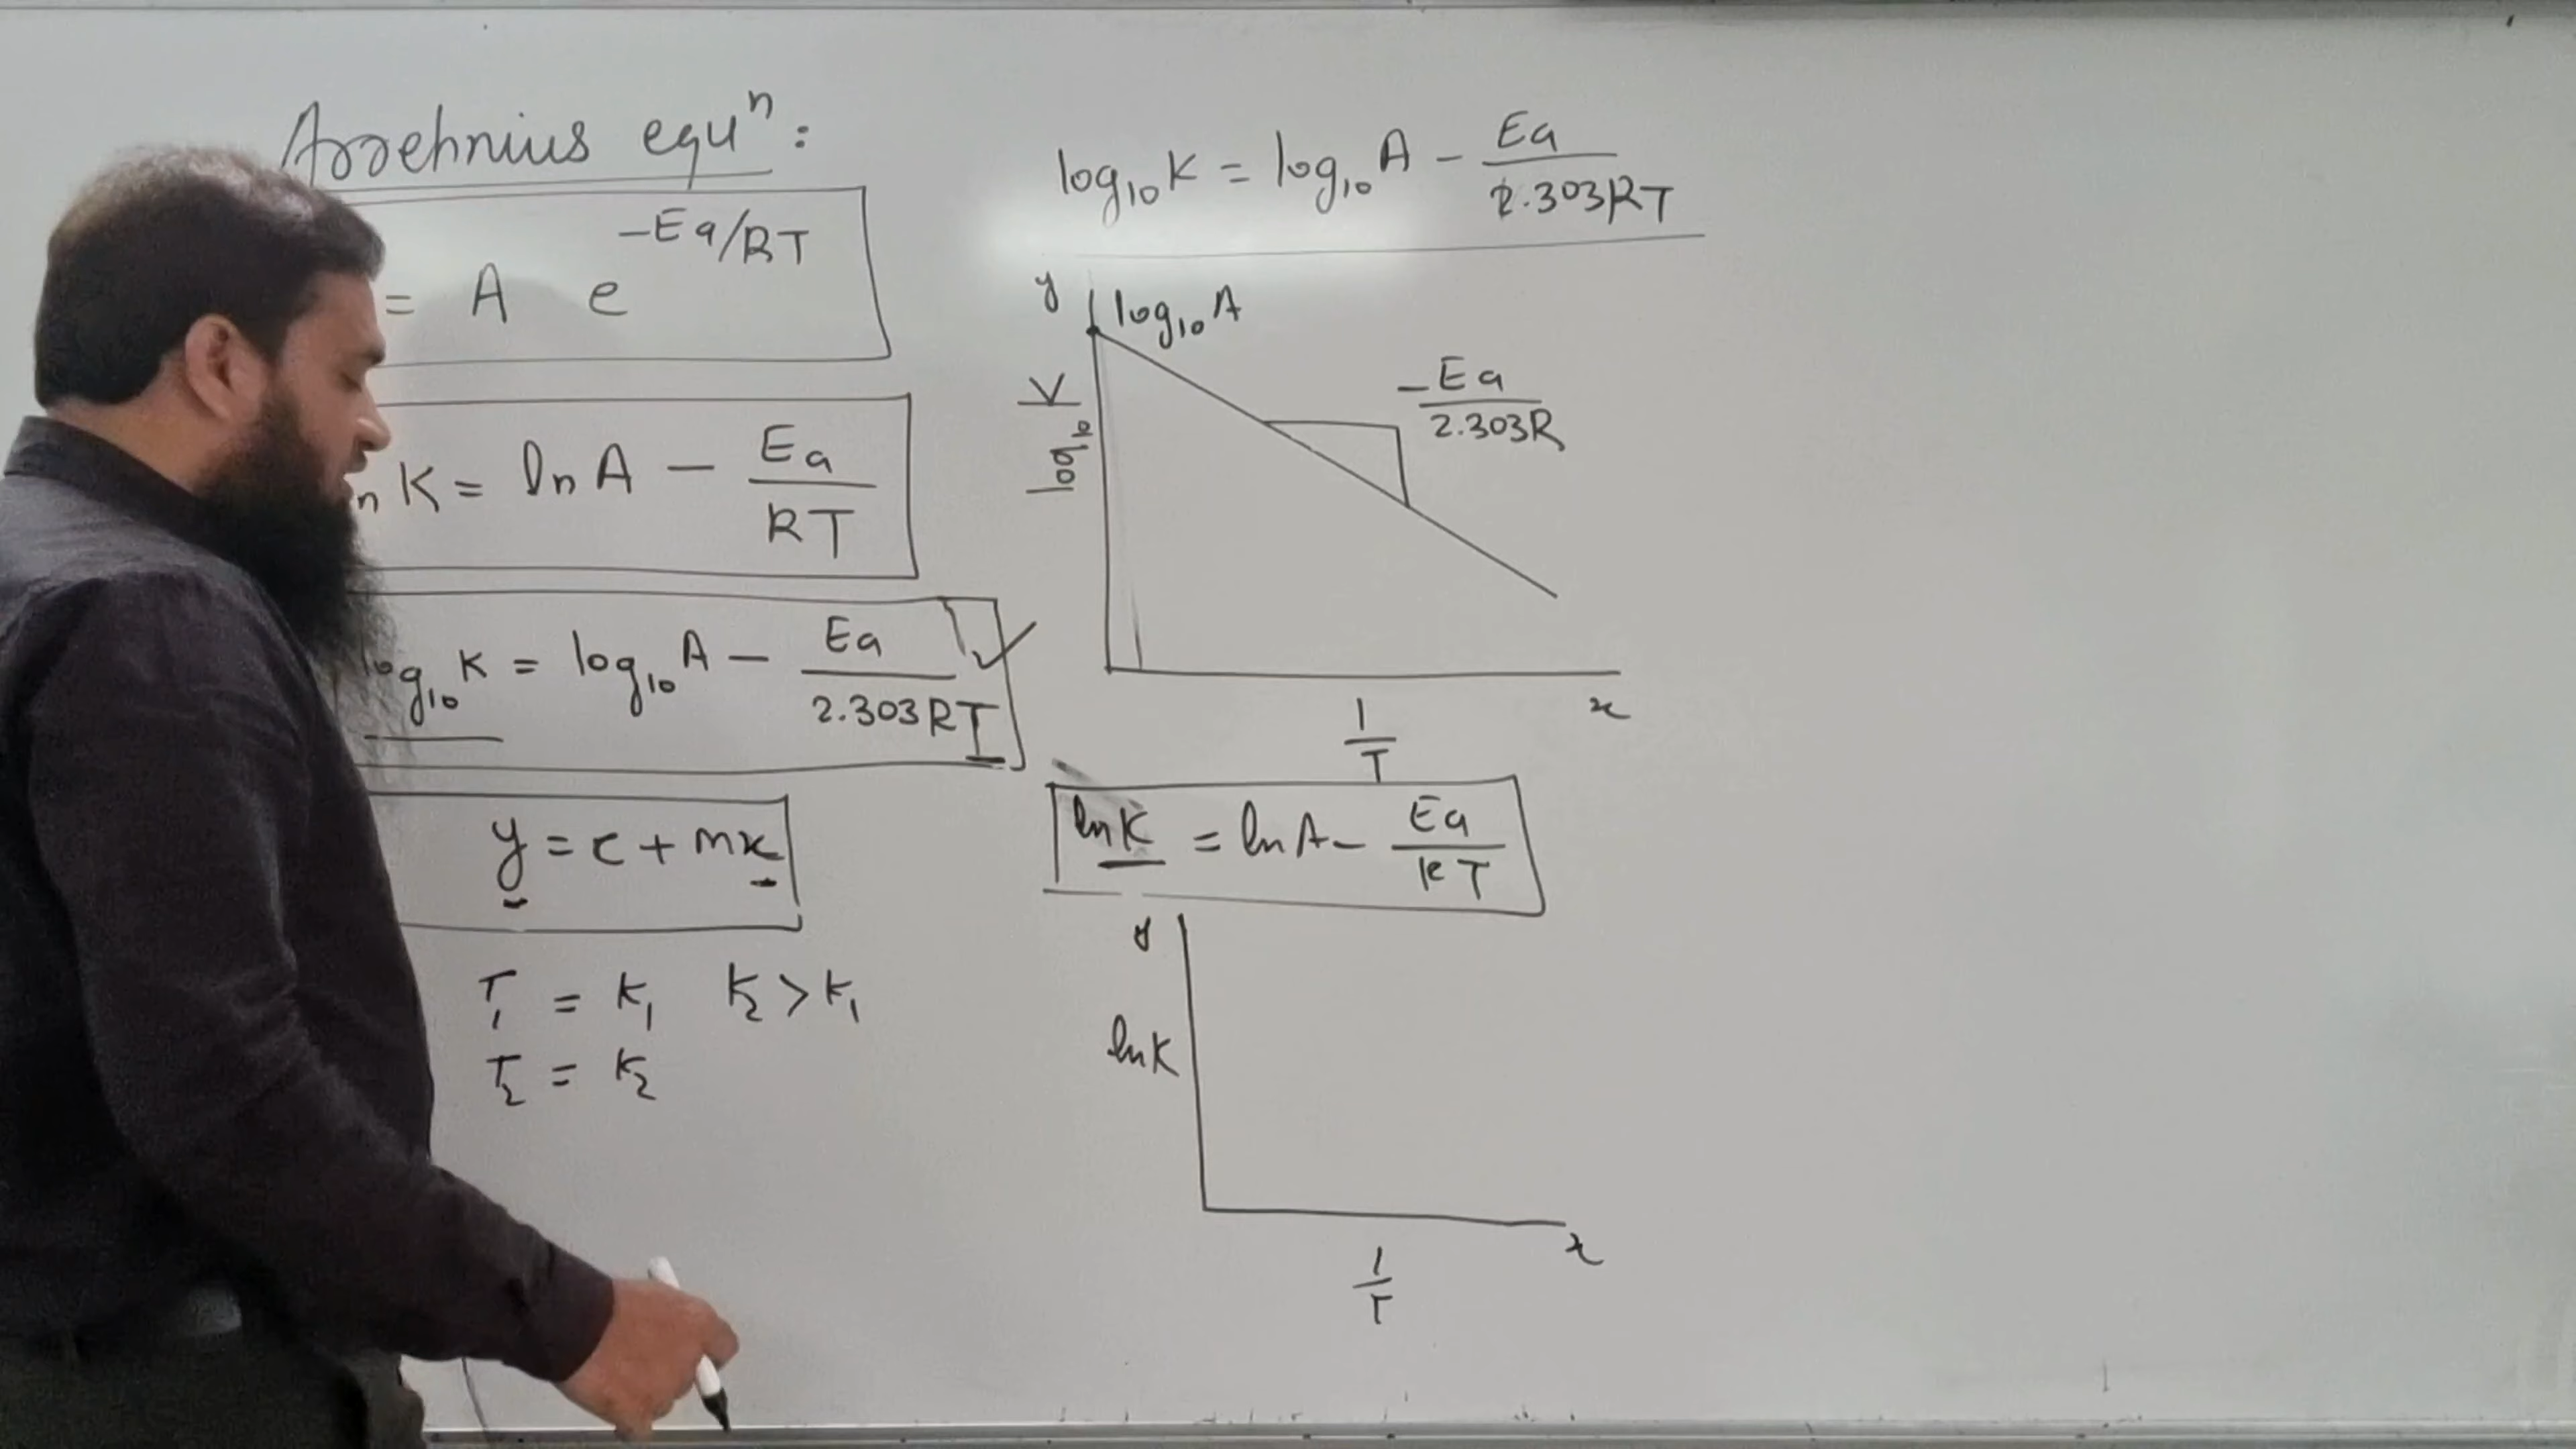 Arrehnius equⁿ:
= A e^-Ea/RT
n K = ln A - Ea/RT
log₁₀ K = log₁₀ A - Ea/2.303RT
y = c + mx
T₁ = K₁ K₂ > K₁
T₂ = K₂
log₁₀ K = log₁₀ A - Ea/2.303RT
y
log₁₀ A
log₁₀ K
-Ea/2.303R
x
1/T
ln K = ln A - Ea/RT
y
ln K
x
1/T